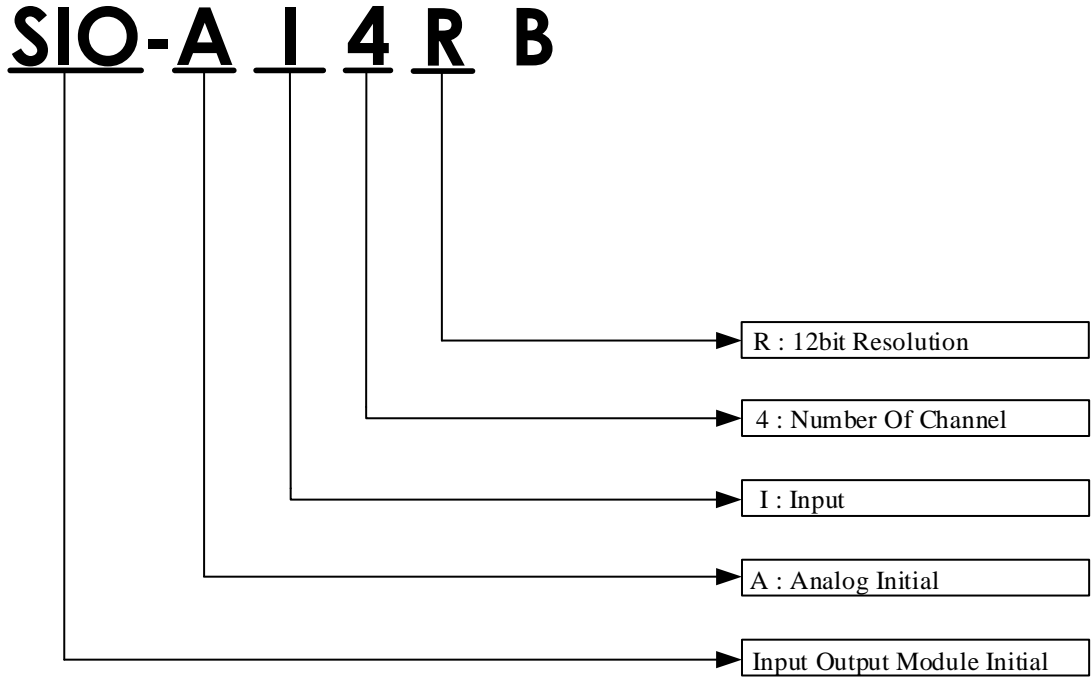 SIO-A I 4 R B
R : 12bit Resolution
4 : Number Of Channel
I : Input
A : Analog Initial
Input Output Module Initial